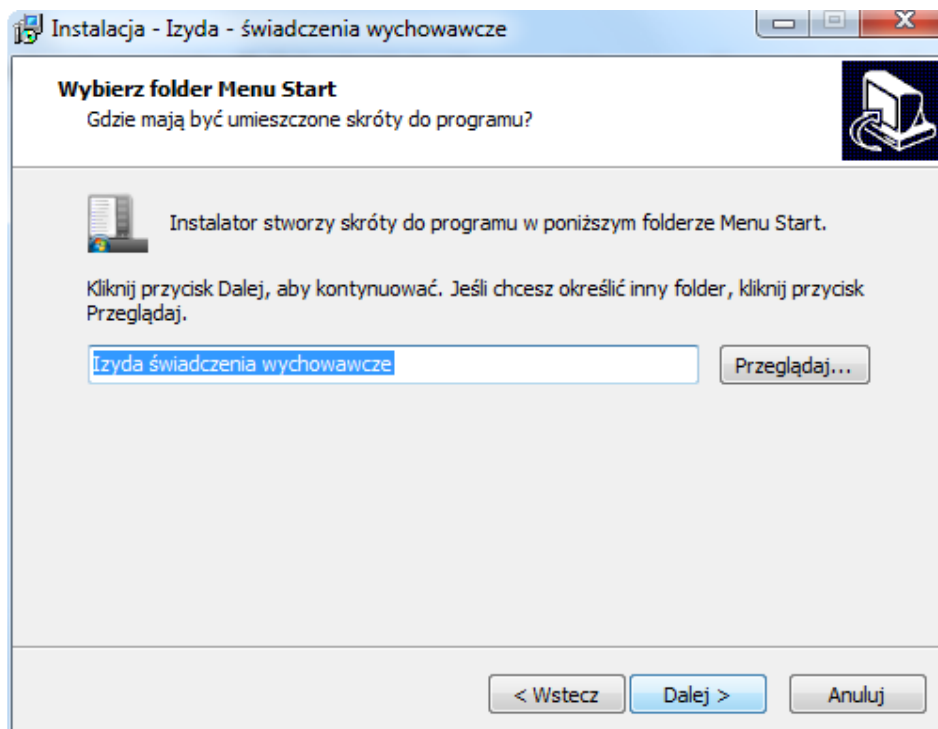 Instalacja - Izyda - świadczenia wychowawcze
Wybierz folder Menu Start
Gdzie mają być umieszczone skróty do programu?
Instalator stworzy skróty do programu w poniższym folderze Menu Start.
Kliknij przycisk Dalej, aby kontynuować. Jeśli chcesz określić inny folder, kliknij przycisk
Przeglądaj.
Izyda świadczenia wychowawcze
Przeglądaj...
< Wstecz
Dalej >
Anuluj